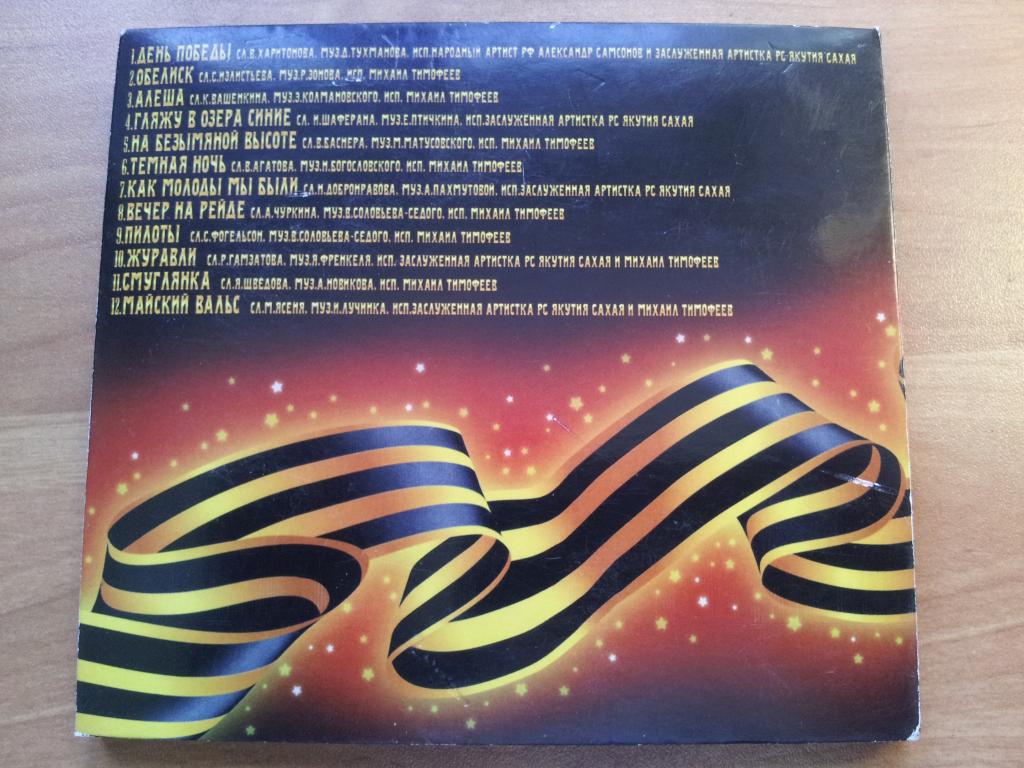 1.ДЕНЬ ПОБЕДЫ СЛ.В.ХАРИТОНОВА. МУЗ.Д.ТУХМАНОВА. ИСП.НАРОДНЫЙ АРТИСТ РФ АЛЕКСАНДР САМСОНОВ И ЗАСЛУЖЕННАЯ АРТИСТКА РС ЯКУТИЯ САХАЯ
2.ОБЕЛИСК СЛ.С.ИЗЛИСТЬЕВА. МУЗ.Р.ЗОНОВА. ИСП. МИХАИЛ ТИМОФЕЕВ
3.АЛЕША СЛ.К.ВАШЕНКИНА. МУЗ.Э.КОЛМАНОВСКОГО. ИСП. МИХАИЛ ТИМОФЕЕВ
4.ГЛЯЖУ В ОЗЕРА СИНИЕ СЛ. И.ШАФЕРАНА. МУЗ.Е.ПТИЧКИНА. ИСП.ЗАСЛУЖЕННАЯ АРТИСТКА РС ЯКУТИЯ САХАЯ
5.НА БЕЗЫМЯНОЙ ВЫСОТЕ СЛ.В.БАСНЕРА. МУЗ.М.МАТУСОВСКОГО. ИСП. МИХАИЛ ТИМОФЕЕВ
6.ТЕМНАЯ НОЧЬ СЛ.В.АГАТОВА. МУЗ.Н.БОГОСЛОВСКОГО. ИСП. МИХАИЛ ТИМОФЕЕВ
7.КАК МОЛОДЫ МЫ БЫЛИ СЛ.Н.ДОБРОНРАВОВА. МУЗ.А.ПАХМУТОВОЙ. ИСП.ЗАСЛУЖЕННАЯ АРТИСТКА РС ЯКУТИЯ САХАЯ
8.ВЕЧЕР НА РЕЙДЕ СЛ.А.ЧУРКИНА. МУЗ.В.СОЛОВЬЕВА-СЕДОГО. ИСП. МИХАИЛ ТИМОФЕЕВ
9.ПИЛОТЫ СЛ.С.ФОГЕЛЬСОН. МУЗ.В.СОЛОВЬЕВА-СЕДОГО. ИСП. МИХАИЛ ТИМОФЕЕВ
10.ЖУРАВЛИ СЛ.Р.ГАМЗАТОВА. МУЗ.Я.ФРЕНКЕЛЯ. ИСП. ЗАСЛУЖЕННАЯ АРТИСТКА РС ЯКУТИЯ САХАЯ И МИХАИЛ ТИМОФЕЕВ
11.СМУГЛЯНКА СЛ.Я.ШВЕДОВА. МУЗ.А.НОВИКОВА. ИСП. МИХАИЛ ТИМОФЕЕВ
12.МАЙСКИЙ ВАЛЬС СЛ.М.ЯСЕНЯ. МУЗ.И.ЛУЧИНКА. ИСП.ЗАСЛУЖЕННАЯ АРТИСТКА РС ЯКУТИЯ САХАЯ И МИХАИЛ ТИМОФЕЕВ